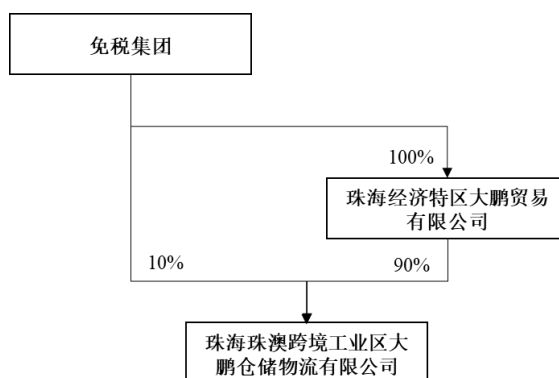 免税集团
100%
珠海经济特区大鹏贸易
有限公司
10%
90%
珠海珠澳跨境工业区大
鹏仓储物流有限公司